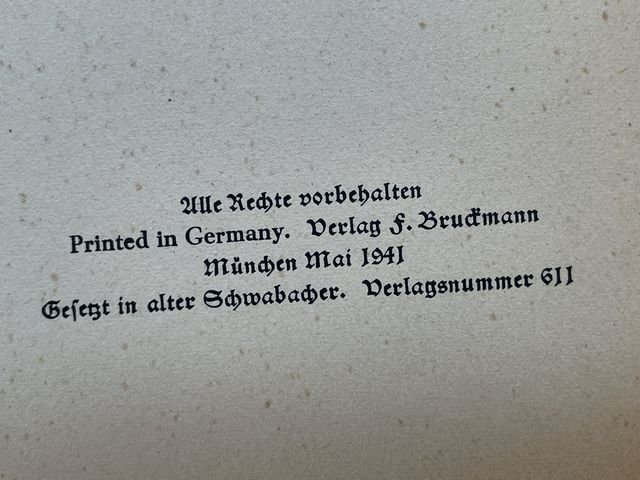 Alle Rechte vorbehalten
Printed in Germany. Verlag F. Bruckmann
München Mai 1941
Geſetzt in alter Schwabacher. Verlagsnummer 611